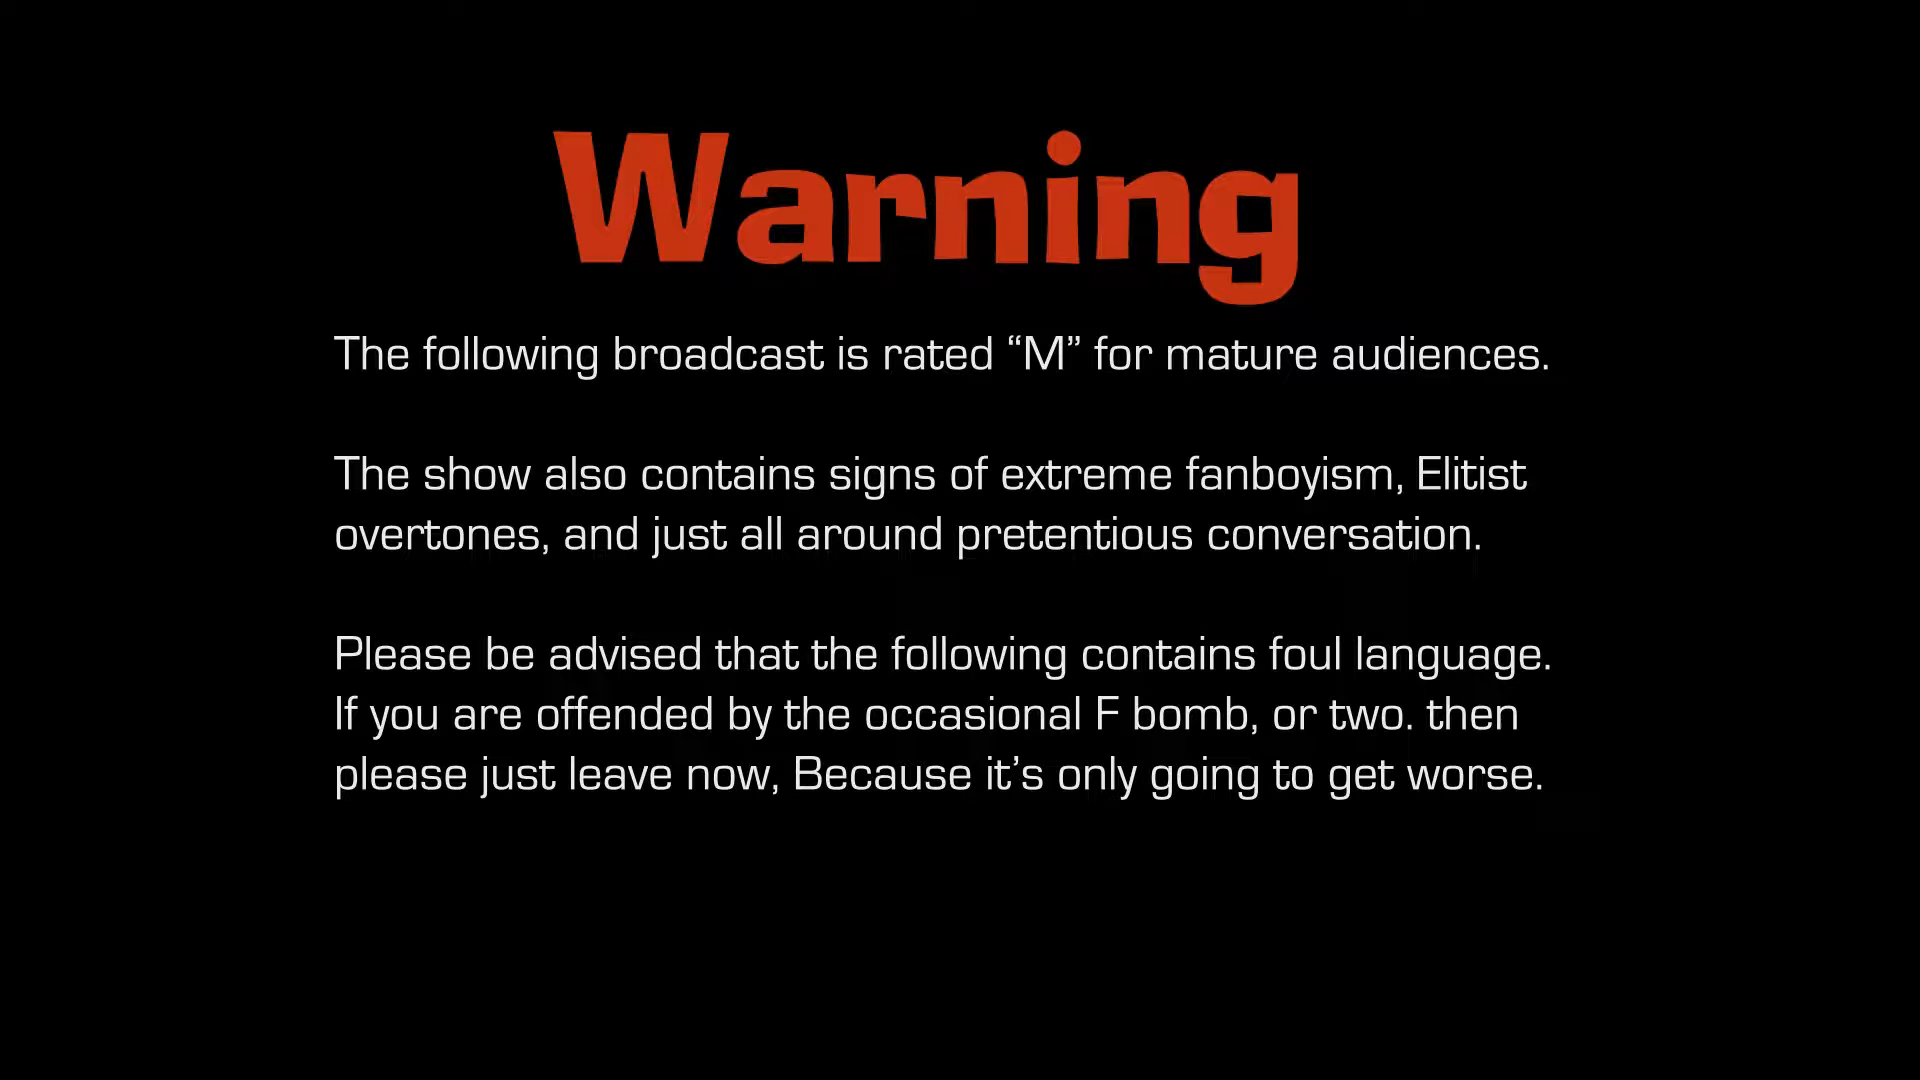 Warning
The following broadcast is rated “M” for mature audiences.
The show also contains signs of extreme fanboyism, Elitist
overtones, and just all around pretentious conversation.
Please be advised that the following contains foul language.
If you are offended by the occasional F bomb, or two. then
please just leave now, Because it’s only going to get worse.